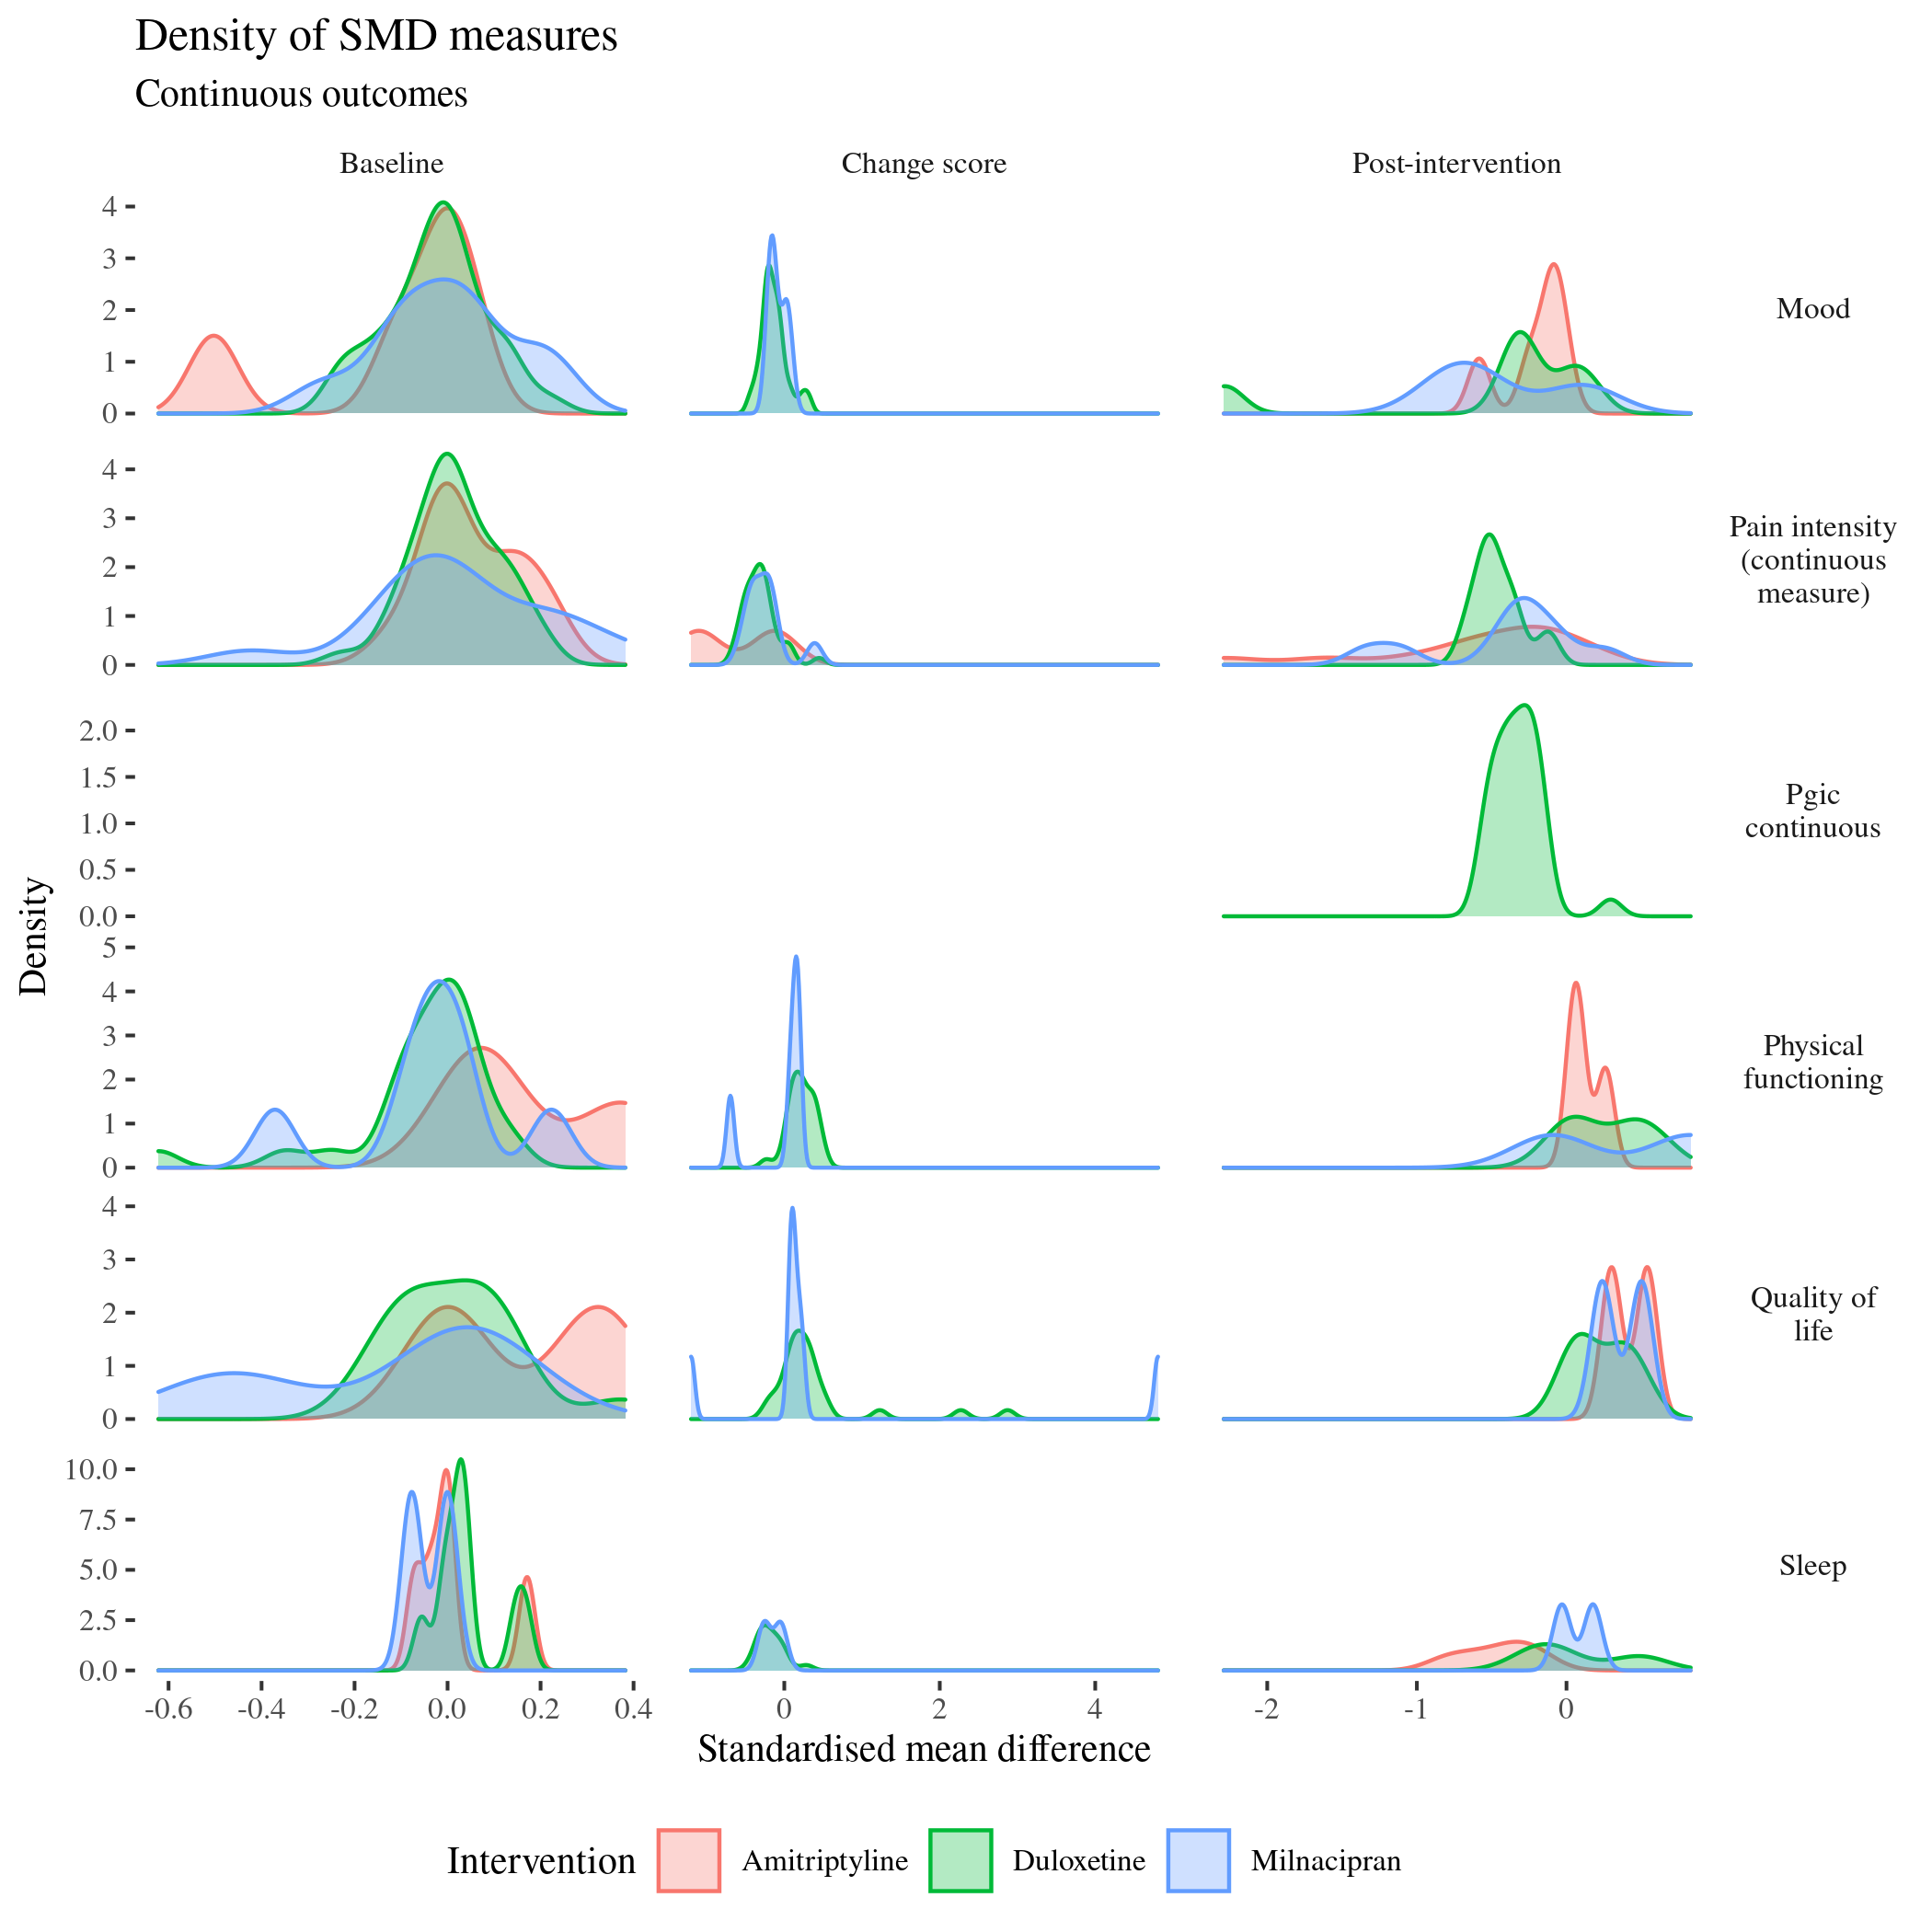 Density of SMD measures
Continuous outcomes
Baseline
Change score
Post-intervention
4
3
2
1
0
Mood
4
3
2
1
0
Pain intensity
(continuous
measure)
2.0
1.5
1.0
0.5
0.0
Pgic
continuous
Density
5
4
3
2
1
0
Physical
functioning
4
3
2
1
0
Quality of
life
10.0
7.5
5.0
2.5
0.0
Sleep
-0.6 -0.4 -0.2 0.0 0.2 0.4
0 2 4
-2 -1 0
Standardised mean difference
Intervention Amitriptyline Duloxetine Milnacipran